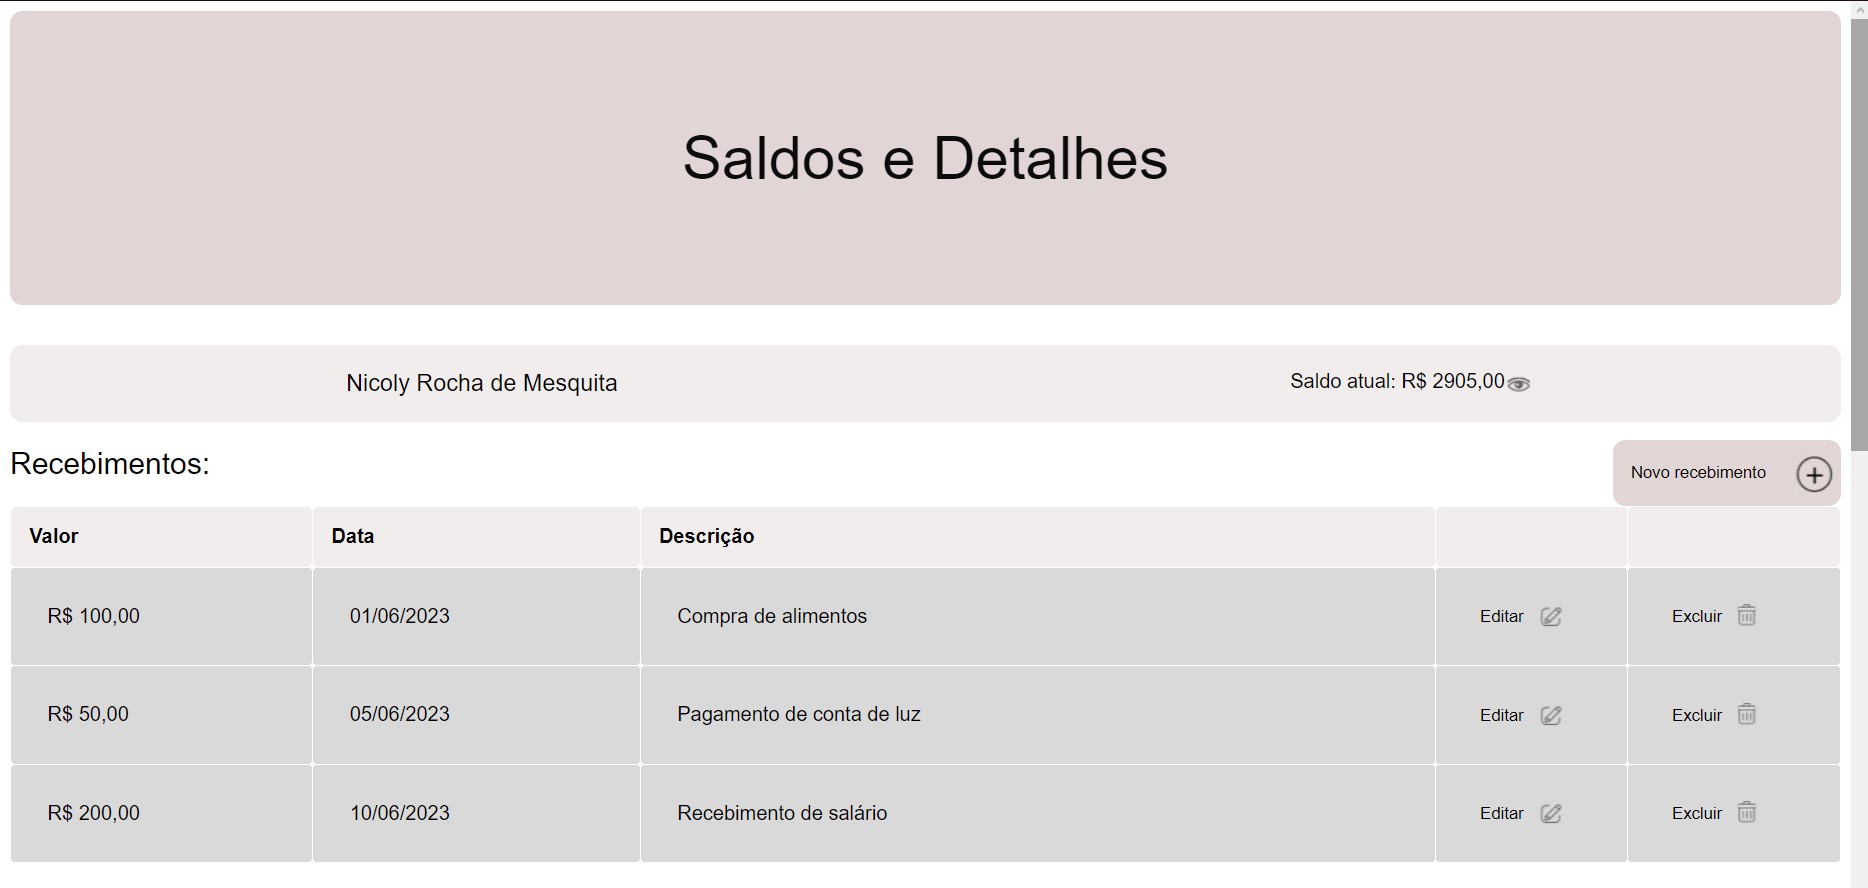 Saldos e Detalhes
Nicoly Rocha de Mesquita Saldo atual: R$ 2905,00
Recebimentos: Novo recebimento
Valor Data Descrição
R$ 100,00 01/06/2023 Compra de alimentos Editar Excluir
R$ 50,00 05/06/2023 Pagamento de conta de luz Editar Excluir
R$ 200,00 10/06/2023 Recebimento de salário Editar Excluir